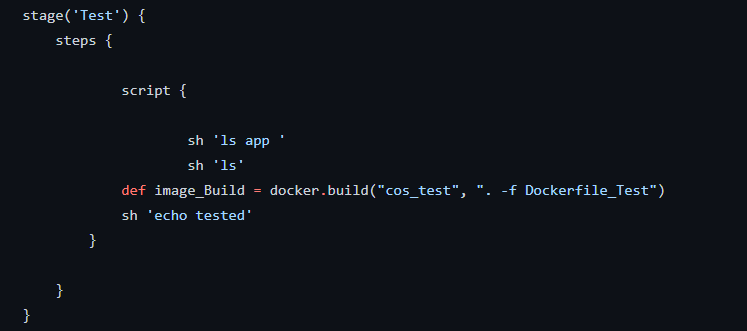 stage('Test') {
steps {
script {
sh 'ls app '
sh 'ls'
def image_Build = docker.build("cos_test", ". -f Dockerfile_Test")
sh 'echo tested'
}
}
}